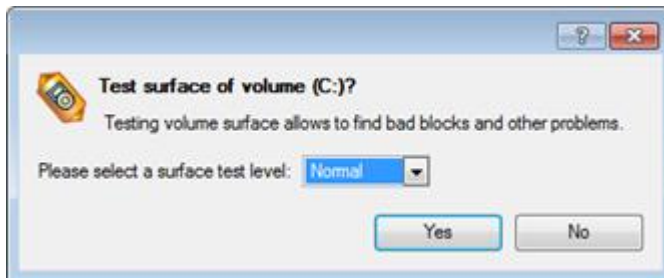 ?
Test surface of volume (C:)?
Testing volume surface allows to find bad blocks and other problems.
Please select a surface test level: Normal
Yes No